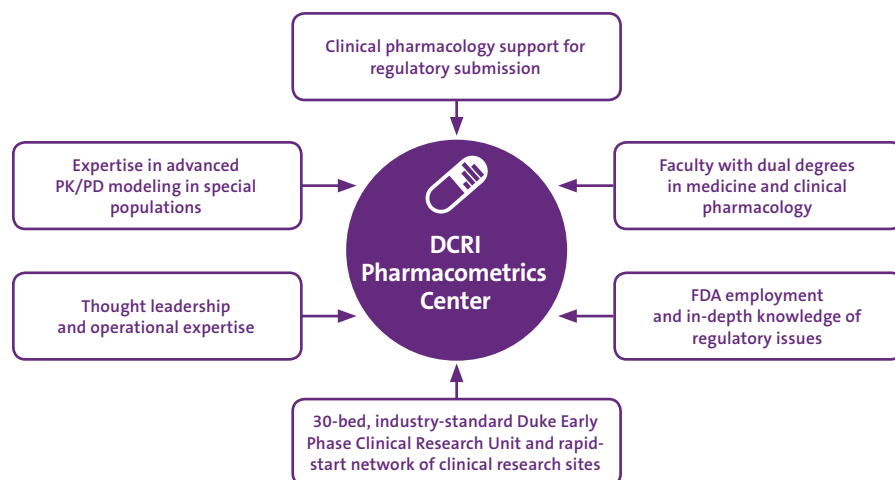 Clinical pharmacology support for
regulatory submission
Expertise in advanced
PK/PD modeling in special
populations
Faculty with dual degrees
in medicine and clinical
pharmacology
DCRI
Pharmacometrics
Center
Thought leadership
and operational expertise
FDA employment
and in-depth knowledge of
regulatory issues
30-bed, industry-standard Duke Early
Phase Clinical Research Unit and rapid-
start network of clinical research sites